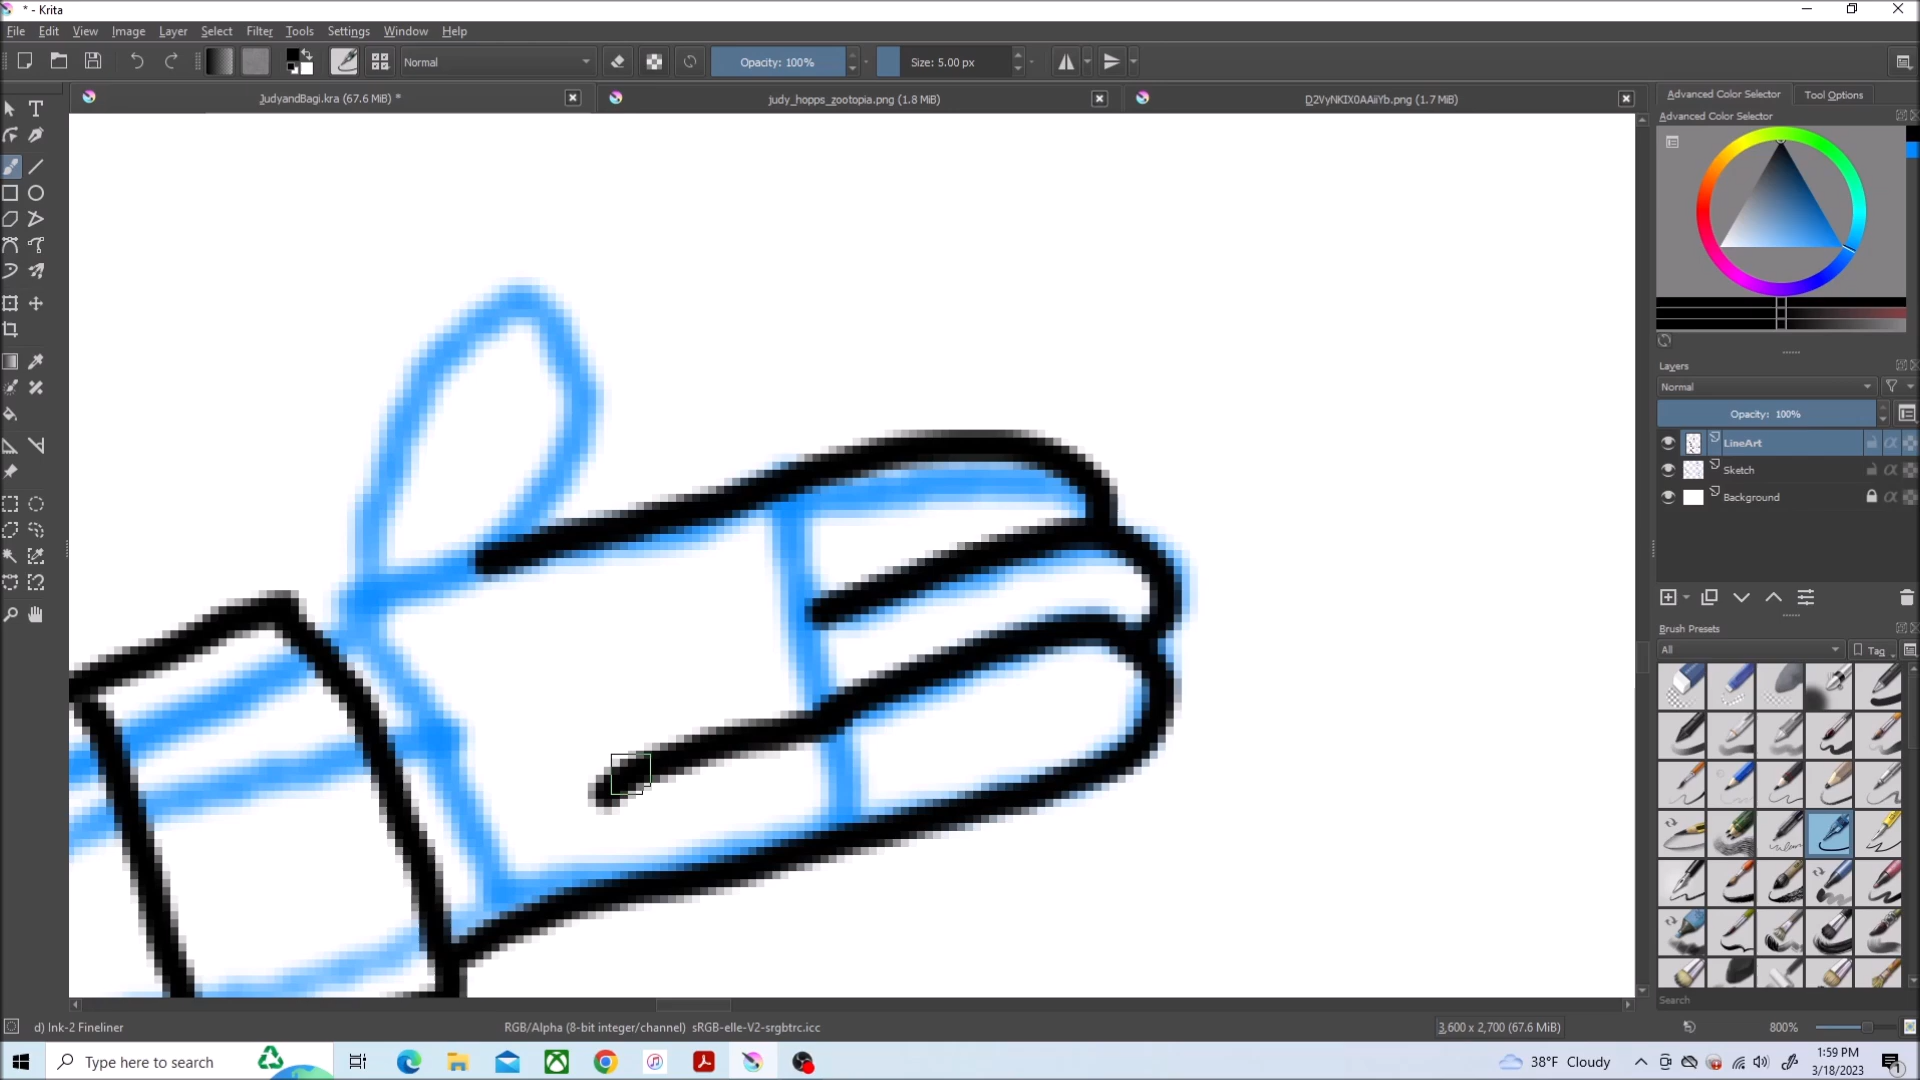 * - Krita
File Edit View Image Layer Select Filter Tools Settings Window Help
Normal
Opacity: 100%
Size: 5.00 px
JudyandBagi.kra (67.6 MiB) *
judy_hopps_zootopia.png (1.8 MiB)
D2VyNKIX0AAiiYb.png (1.7 MiB)
Advanced Color Selector
Tool Options
Advanced Color Selector
Layers
Normal
Opacity: 100%
LineArt
Sketch
Background
Brush Presets
All
Tag
Search
d) Ink-2 Fineliner
RGB/Alpha (8-bit integer/channel) sRGB-elle-V2-srgbtrc.icc
3,600 x 2,700 (67.6 MiB)
800%
Type here to search
38°F Cloudy
1:59 PM
3/18/2023
1